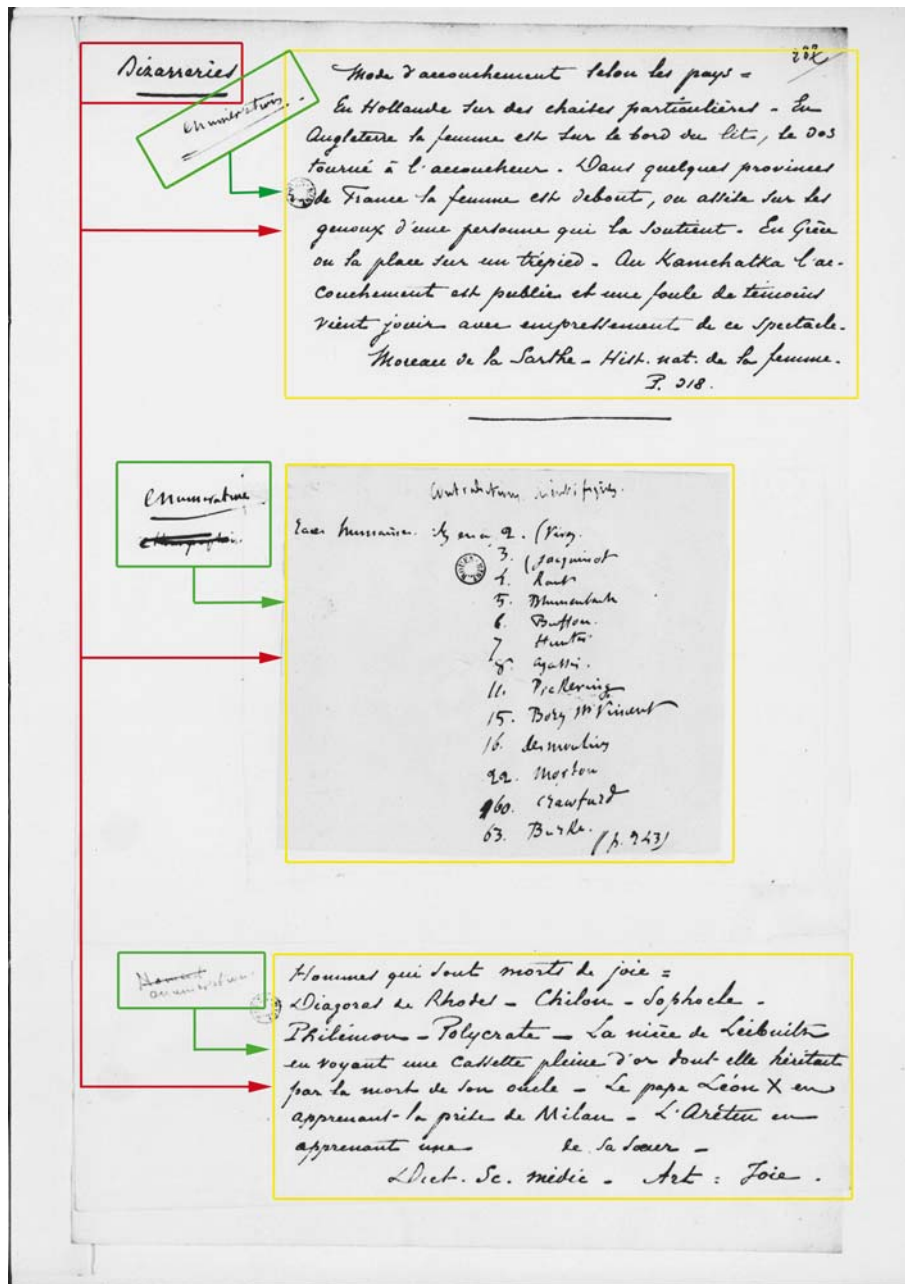 Bizarreries
enumération
202
Mode d'accouchement selon les pays =
En Hollande sur des chaises particulières - En
Angleterre la femme est sur le bord du lit, le dos
tourné à l'accoucheur. Dans quelques provinces
de France la femme est debout, ou assise sur les
genoux d'une personne qui la soutient. En Grèce
on la place sur un trépied. Au Kamchatka l'ac-
couchement est public et une foule de témoins
vient jouir avec empressement de ce spectacle.
Moreau de la Sarthe - Hist. nat. de la femme.
P. 218.
enumération
Contradictions scientifiques.
Races humaines. il y en a 2. (Virey.
3. (Jacquinot
4. Kant
5. Blumenbach
6. Buffon.
7 Hunter
8. Agassiz.
11. Pickering
15. Bory St Vincent
16. desmoulins
22. Morton
60. Crawfurd
63. Burke. (p. 243)
enumération
Hommes qui sont morts de joie =
Diagoras de Rhodes - Chilon - Sophocle -
Philémon - Polycrate - La nièce de Leibnitz
en voyant une cassette pleine d'or dont elle héritait
par la mort de son oncle - Le pape Léon X en
apprenant la prise de Milan - L'Arétin en
apprenant une de sa soeur -
Dict. Sc. médic - Art : Joie.